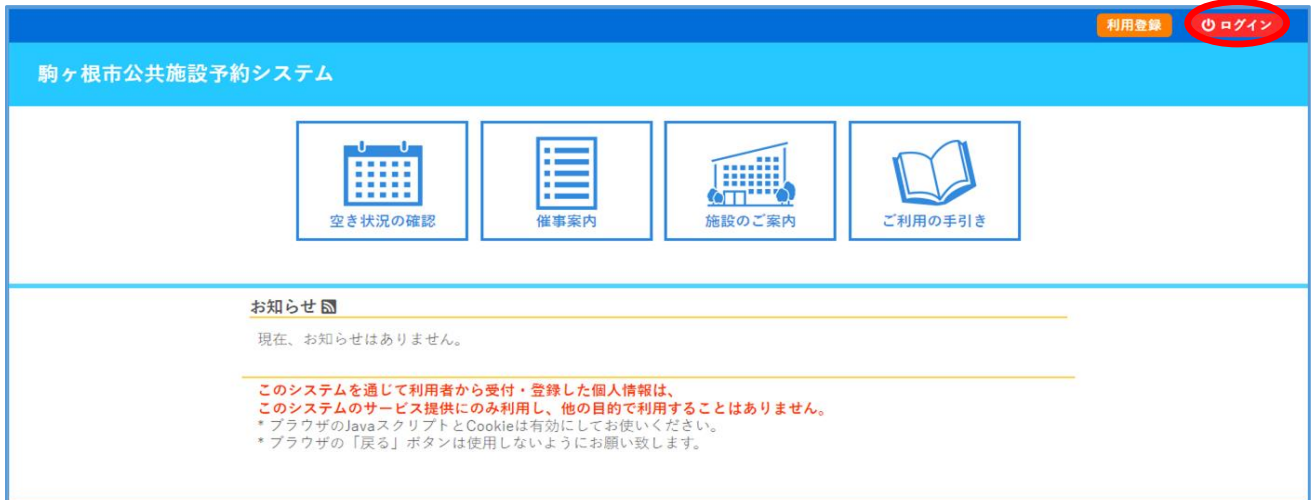 利用登録
ログイン
駒ヶ根市公共施設予約システム
空き状況の確認
催事案内
施設のご案内
ご利用の手引き
お知らせ
現在、お知らせはありません。
このシステムを通じて利用者から受付・登録した個人情報は、
このシステムのサービス提供にのみ利用し、他の目的で利用することはありません。
* ブラウザのJavaスクリプトとCookieは有効にしてお使いください。
* ブラウザの「戻る」ボタンは使用しないようにお願い致します。